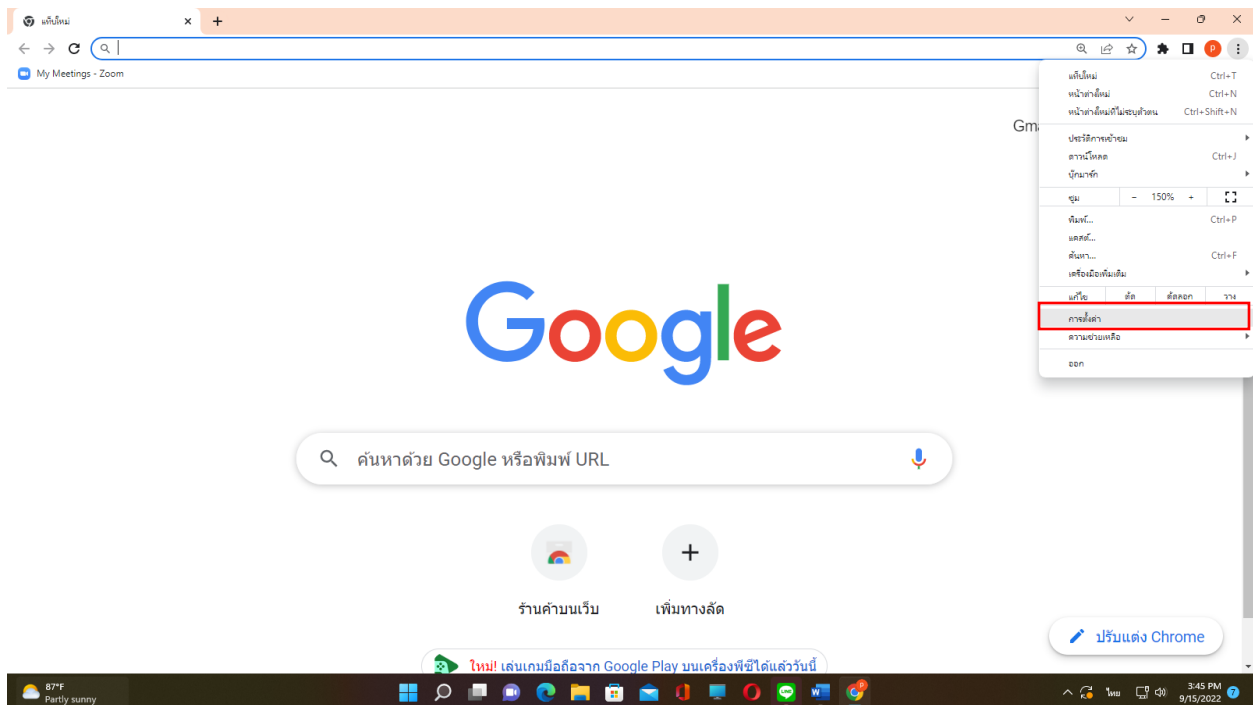 แท็บใหม่
My Meetings - Zoom
P
แท็บใหม่ Ctrl+T
หน้าต่างใหม่ Ctrl+N
หน้าต่างใหม่ที่ไม่ระบุตัวตน Ctrl+Shift+N
Gma
ประวัติการเข้าชม
ดาวน์โหลด Ctrl+J
บุ๊กมาร์ก
ซูม - 150% +
พิมพ์... Ctrl+P
แคสต์...
ค้นหา... Ctrl+F
เครื่องมือเพิ่มเติม
แก้ไข ตัด คัดลอก วาง
การตั้งค่า
ความช่วยเหลือ
ออก
Google
ค้นหาด้วย Google หรือพิมพ์ URL
ร้านค้าบนเว็บ เพิ่มทางลัด
ปรับแต่ง Chrome
ใหม่! เล่นเกมมือถือจาก Google Play บนเครื่องพีซีได้แล้ววันนี้
87°F
Partly sunny
ไทย
3:45 PM
9/15/2022
7